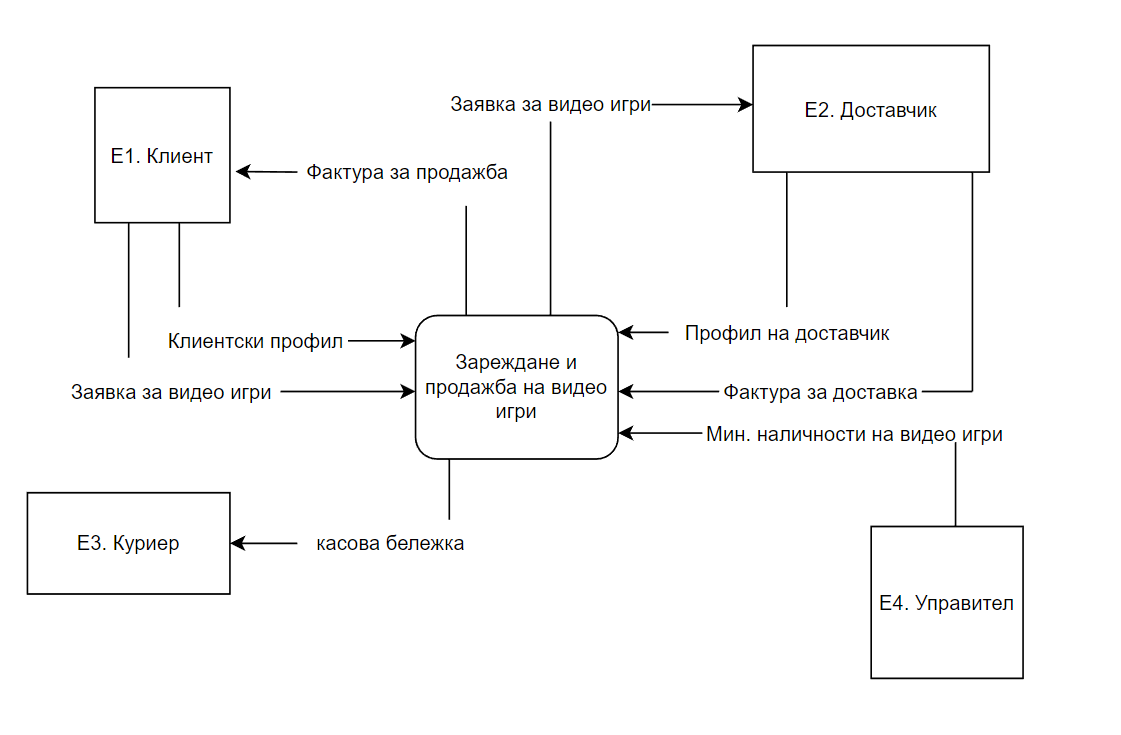 Заявка за видео игри
Е2. Доставчик
Е1. Клиент
Фактура за продажба
Клиентски профил
Профил на доставчик
Зареждане и
продажба на видео
игри
Заявка за видео игри
Фактура за доставка
Мин. наличности на видео игри
Е3. Куриер
касова бележка
Е4. Управител